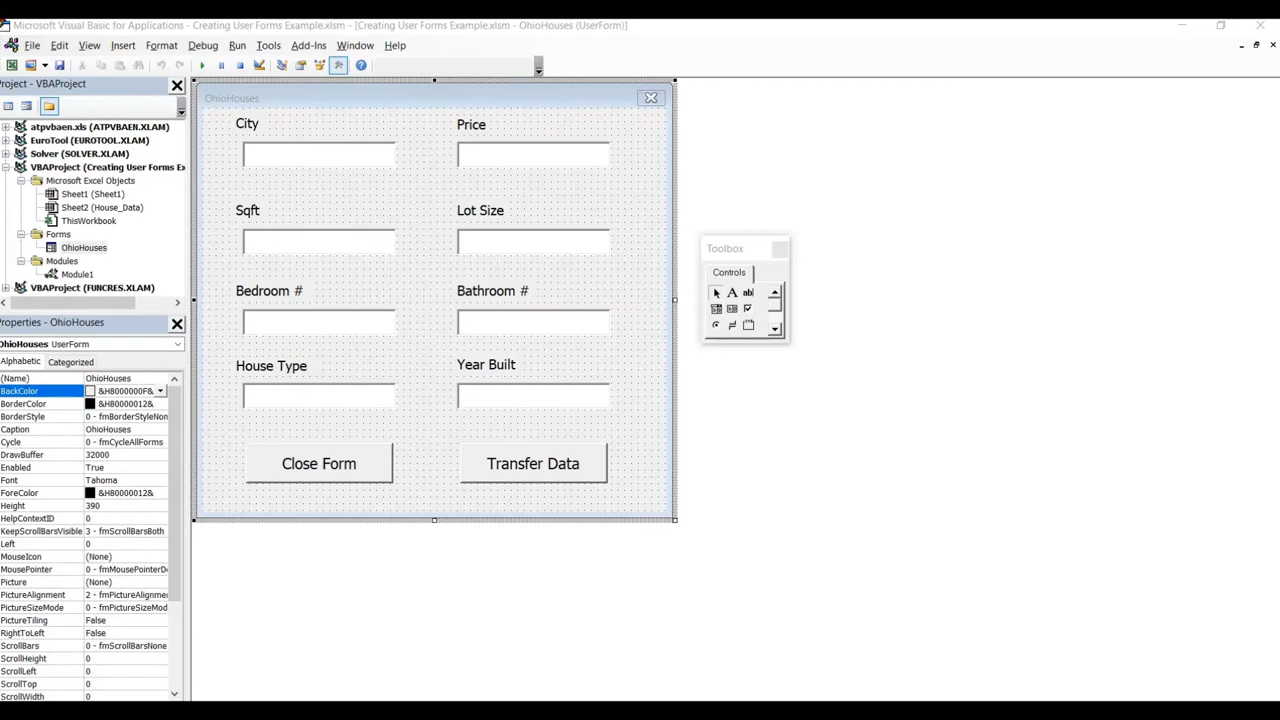 Microsoft Visual Basic for Applications - Creating User Forms Example.xlsm - [Creating User Forms Example.xlsm - OhioHouses (UserForm)]
File Edit View Insert Format Debug Run Tools Add-Ins Window Help
Project - VBAProject
atpvbaen.xls (ATPVBAEN.XLAM)
EuroTool (EUROTOOL.XLAM)
Solver (SOLVER.XLAM)
VBAProject (Creating User Forms Ex
Microsoft Excel Objects
Sheet1 (Sheet1)
Sheet2 (House_Data)
ThisWorkbook
Forms
OhioHouses
Modules
Module1
VBAProject (FUNCRES.XLAM)
Properties - OhioHouses
OhioHouses UserForm
Alphabetic Categorized
(Name) OhioHouses
BackColor &H8000000F&
BorderColor &H80000012&
BorderStyle 0 - fmBorderStyleNon
Caption OhioHouses
Cycle 0 - fmCycleAllForms
DrawBuffer 32000
Enabled True
Font Tahoma
ForeColor &H80000012&
Height 390
HelpContextID 0
KeepScrollBarsVisible 3 - fmScrollBarsBoth
Left 0
MouseIcon (None)
MousePointer 0 - fmMousePointerDe
Picture (None)
PictureAlignment 2 - fmPictureAlignme
PictureSizeMode 0 - fmPictureSizeMod
PictureTiling False
RightToLeft False
ScrollBars 0 - fmScrollBarsNone
ScrollHeight 0
ScrollLeft 0
ScrollTop 0
ScrollWidth 0
OhioHouses
City Price
Sqft Lot Size
Bedroom # Bathroom #
House Type Year Built
Close Form Transfer Data
Toolbox
Controls
A ab